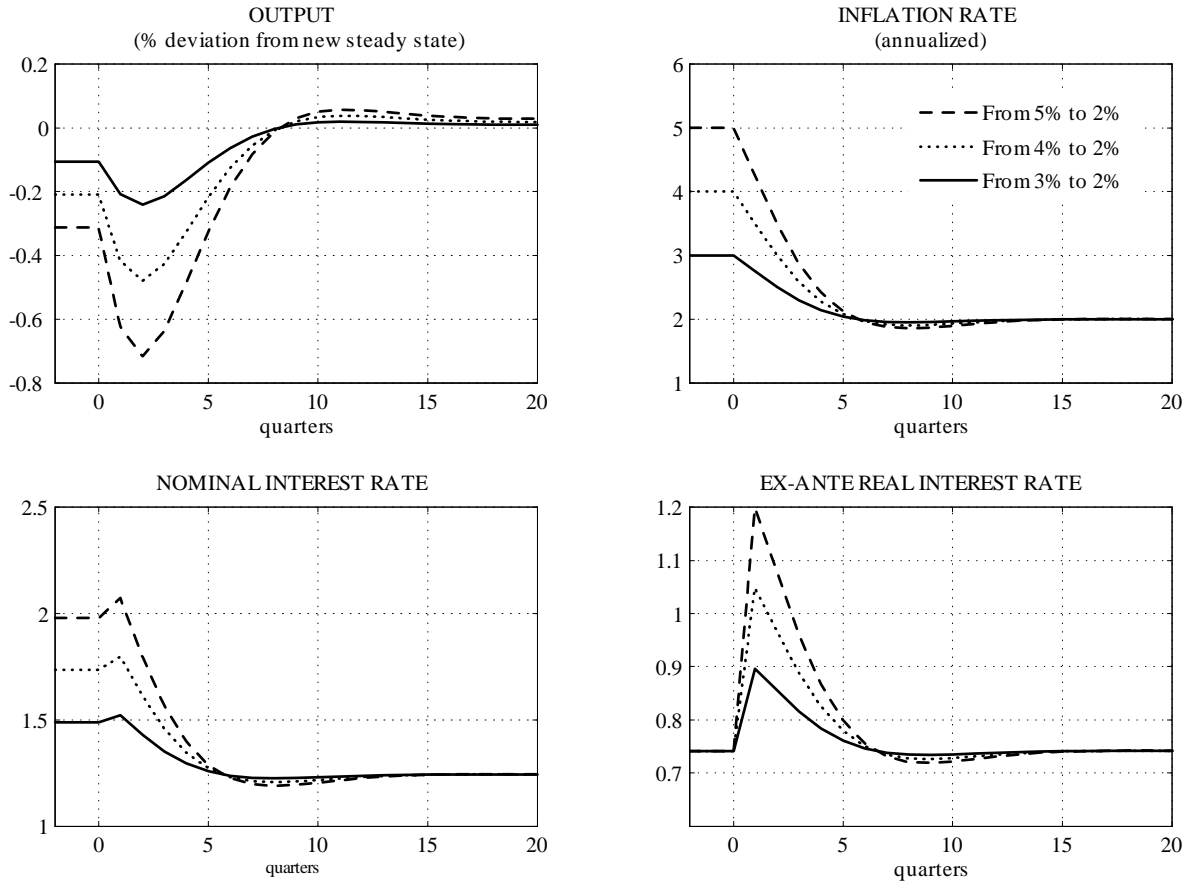 OUTPUT
(% deviation from new steady state)
0.2
0
-0.2
-0.4
-0.6
-0.8
0 5 10 15 20
quarters
INFLATION RATE
(annualized)
6
5
4
3
2
1
From 5% to 2%
From 4% to 2%
From 3% to 2%
0 5 10 15 20
quarters
NOMINAL INTEREST RATE
2.5
2
1.5
1
0 5 10 15 20
quarters
EX-ANTE REAL INTEREST RATE
1.2
1.1
1
0.9
0.8
0.7
0 5 10 15 20
quarters